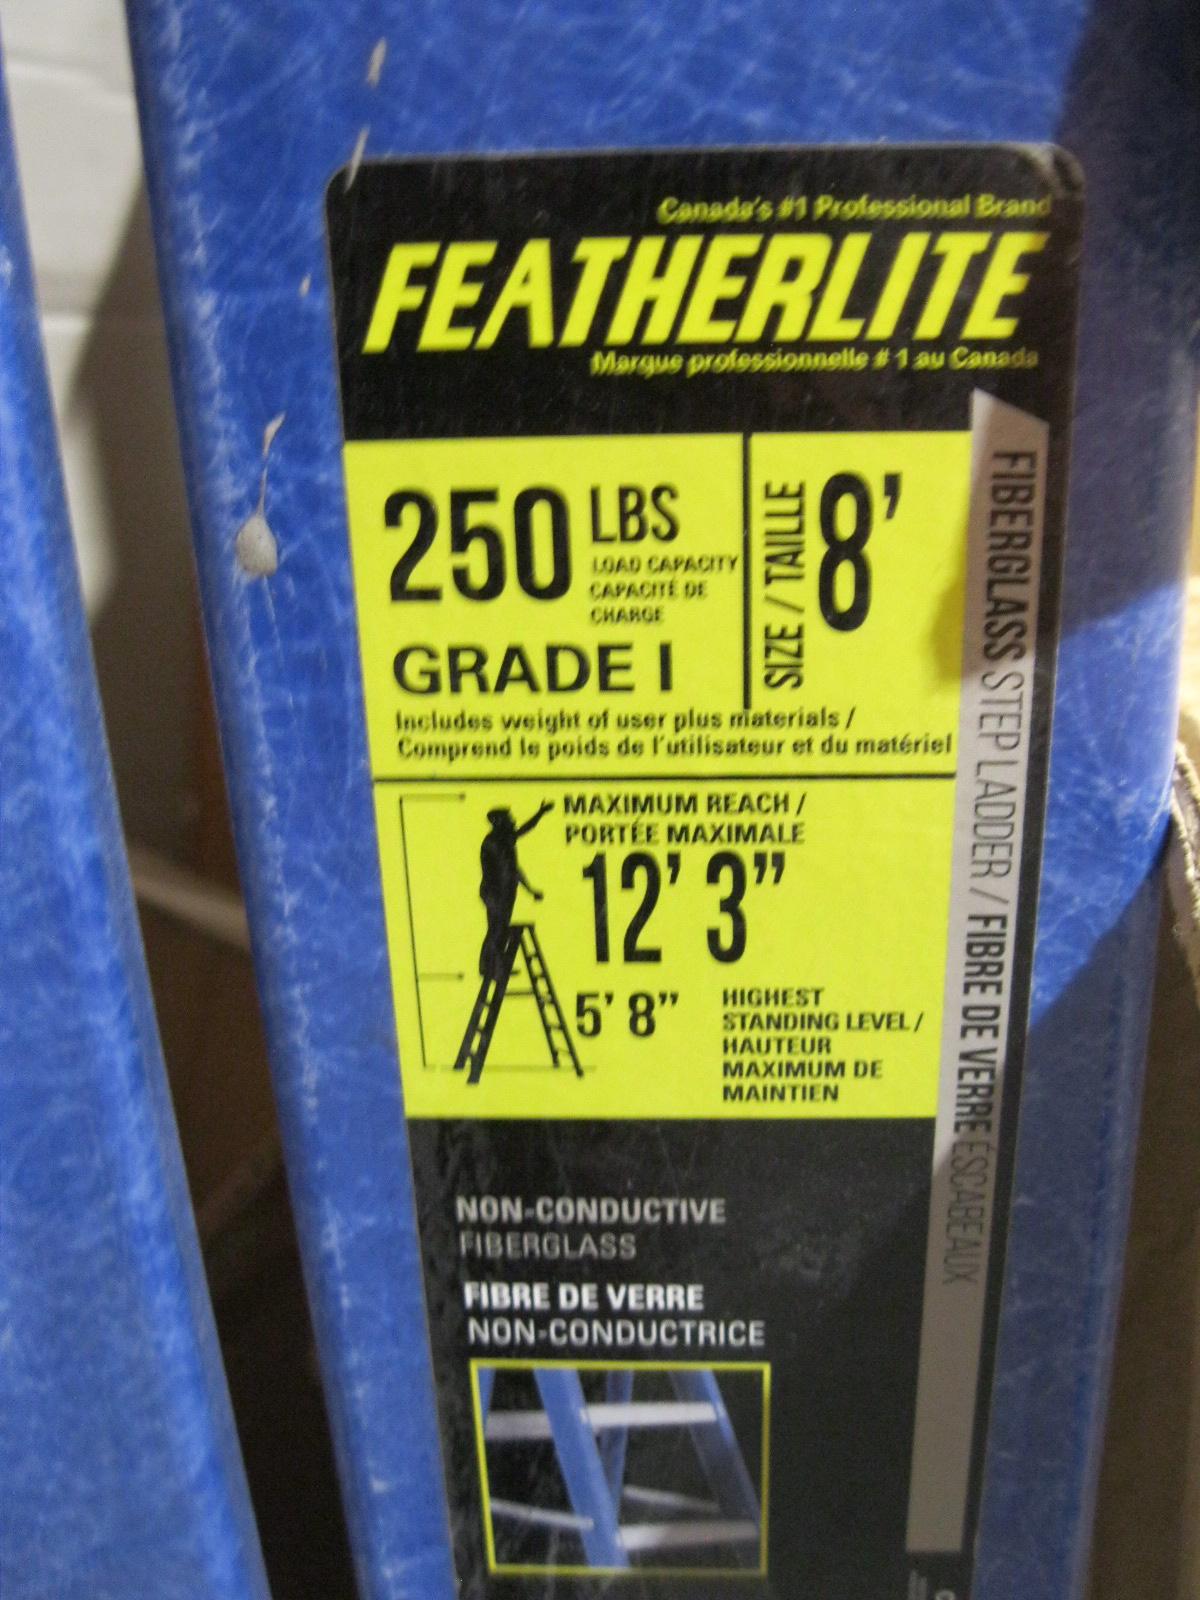 Canada's #1 Professional Brand
FEATHERLITE
Marque professionnelle # 1 au Canada
250 LBS
LOAD CAPACITY
CAPACITÉ DE
CHARGE
GRADE I
SIZE / TAILLE
8'
Includes weight of user plus materials /
Comprend le poids de l'utilisateur et du matériel
MAXIMUM REACH /
PORTÉE MAXIMALE
12' 3"
5' 8"
HIGHEST
STANDING LEVEL /
HAUTEUR
MAXIMUM DE
MAINTIEN
FIBERGLASS STEP LADDER / FIBRE DE VERRE ESCABEAUX
NON-CONDUCTIVE
FIBERGLASS
FIBRE DE VERRE
NON-CONDUCTRICE